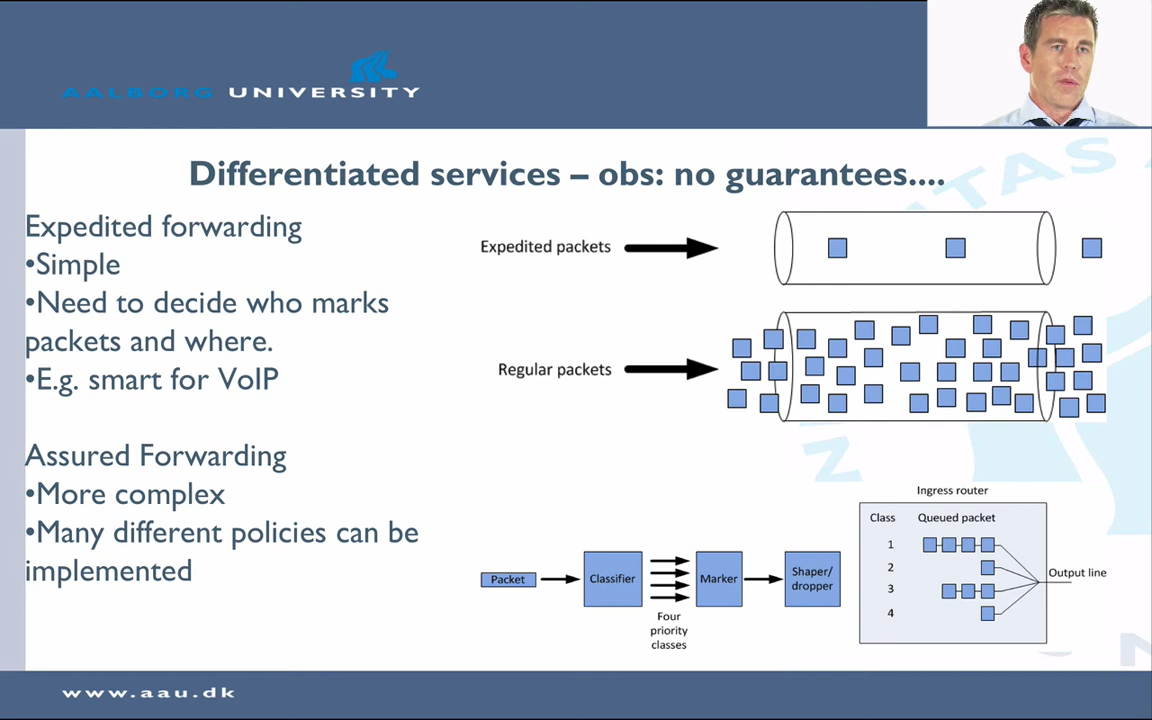 AALBORG UNIVERSITY
Differentiated services – obs: no guarantees....
Expedited forwarding
•Simple
•Need to decide who marks
packets and where.
•E.g. smart for VoIP
Assured Forwarding
•More complex
•Many different policies can be
implemented
Expedited packets
Regular packets
Packet
Classifier
Four
priority
classes
Marker
Shaper/
dropper
Ingress router
Class Queued packet
1
2
3
4
Output line
www.aau.dk